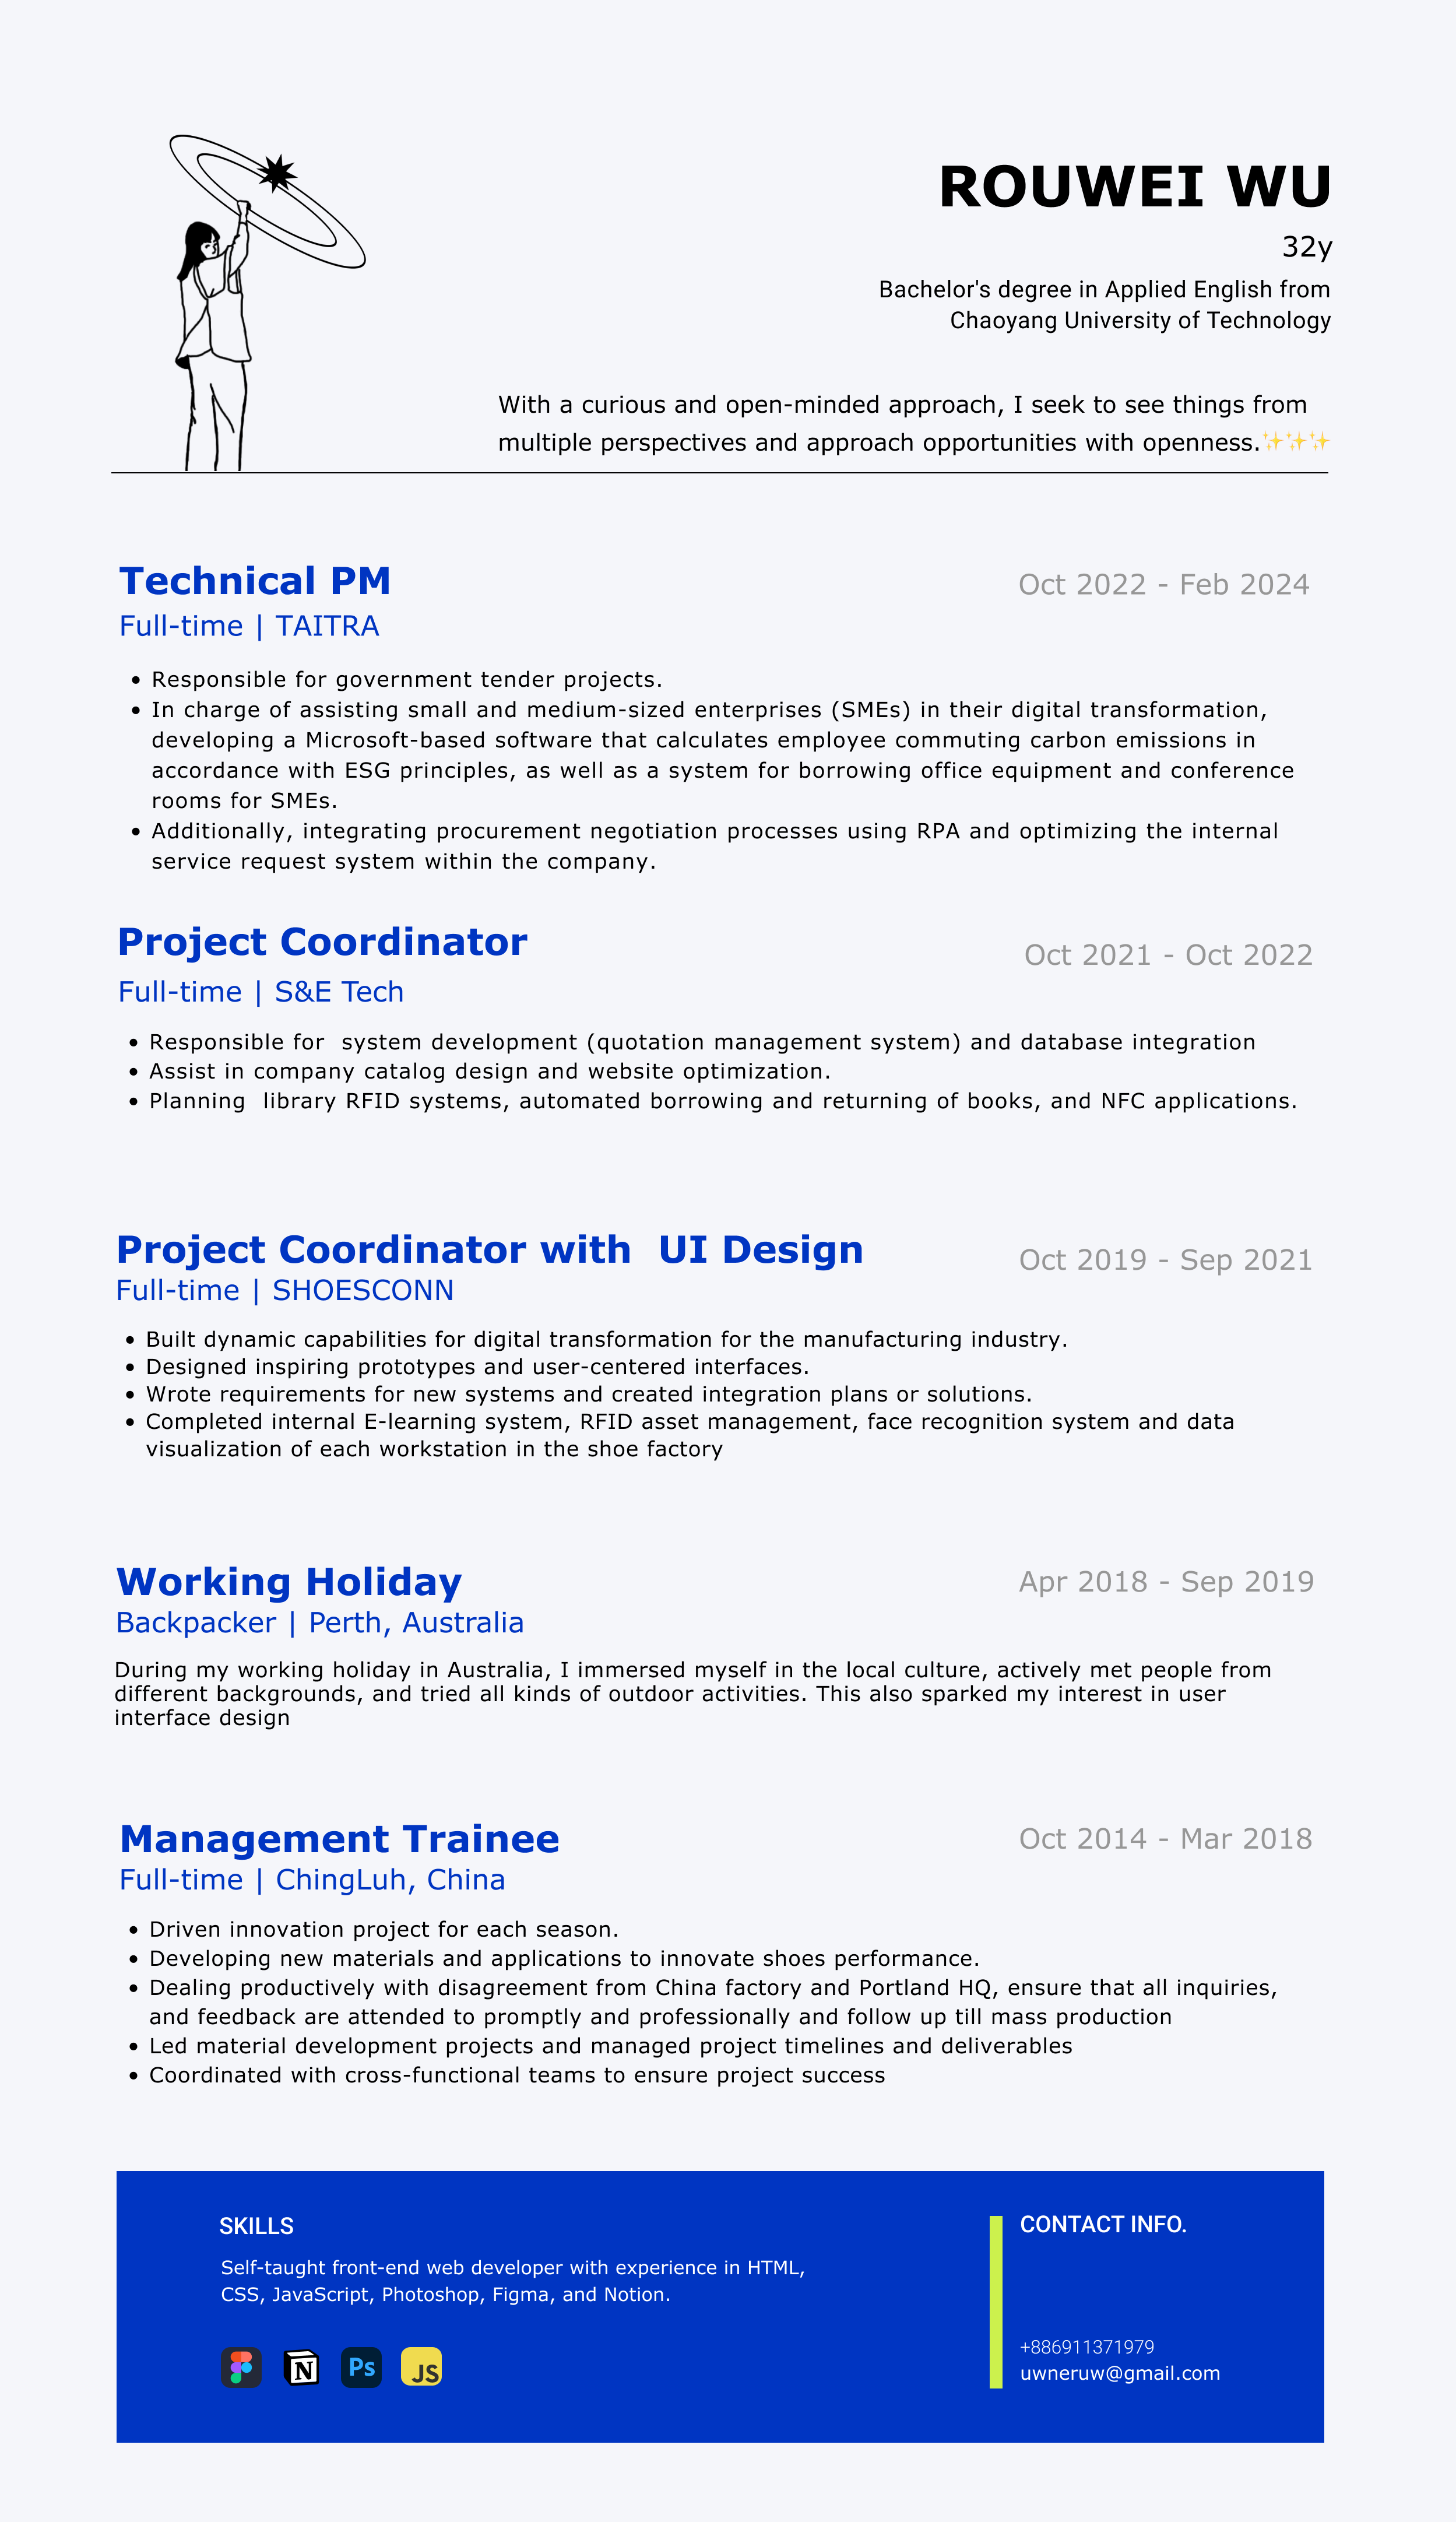 ROUWEI WU
32y
Bachelor's degree in Applied English from
Chaoyang University of Technology
With a curious and open-minded approach, I seek to see things from
multiple perspectives and approach opportunities with openness.✨✨✨
Technical PM
Oct 2022 - Feb 2024
Full-time | TAITRA
• Responsible for government tender projects.
• In charge of assisting small and medium-sized enterprises (SMEs) in their digital transformation,
developing a Microsoft-based software that calculates employee commuting carbon emissions in
accordance with ESG principles, as well as a system for borrowing office equipment and conference
rooms for SMEs.
• Additionally, integrating procurement negotiation processes using RPA and optimizing the internal
service request system within the company.
Project Coordinator
Oct 2021 - Oct 2022
Full-time | S&E Tech
• Responsible for  system development (quotation management system) and database integration
• Assist in company catalog design and website optimization.
• Planning  library RFID systems, automated borrowing and returning of books, and NFC applications.
Project Coordinator with  UI Design
Oct 2019 - Sep 2021
Full-time | SHOESCONN
• Built dynamic capabilities for digital transformation for the manufacturing industry.
• Designed inspiring prototypes and user-centered interfaces.
• Wrote requirements for new systems and created integration plans or solutions.
• Completed internal E-learning system, RFID asset management, face recognition system and data
visualization of each workstation in the shoe factory
Working Holiday
Apr 2018 - Sep 2019
Backpacker | Perth, Australia
During my working holiday in Australia, I immersed myself in the local culture, actively met people from
different backgrounds, and tried all kinds of outdoor activities. This also sparked my interest in user
interface design
Management Trainee
Oct 2014 - Mar 2018
Full-time | ChingLuh, China
• Driven innovation project for each season.
• Developing new materials and applications to innovate shoes performance.
• Dealing productively with disagreement from China factory and Portland HQ, ensure that all inquiries,
and feedback are attended to promptly and professionally and follow up till mass production
• Led material development projects and managed project timelines and deliverables
• Coordinated with cross-functional teams to ensure project success
SKILLS
Self-taught front-end web developer with experience in HTML,
CSS, JavaScript, Photoshop, Figma, and Notion.
N Ps JS
CONTACT INFO.
+886911371979
uwneruw@gmail.com